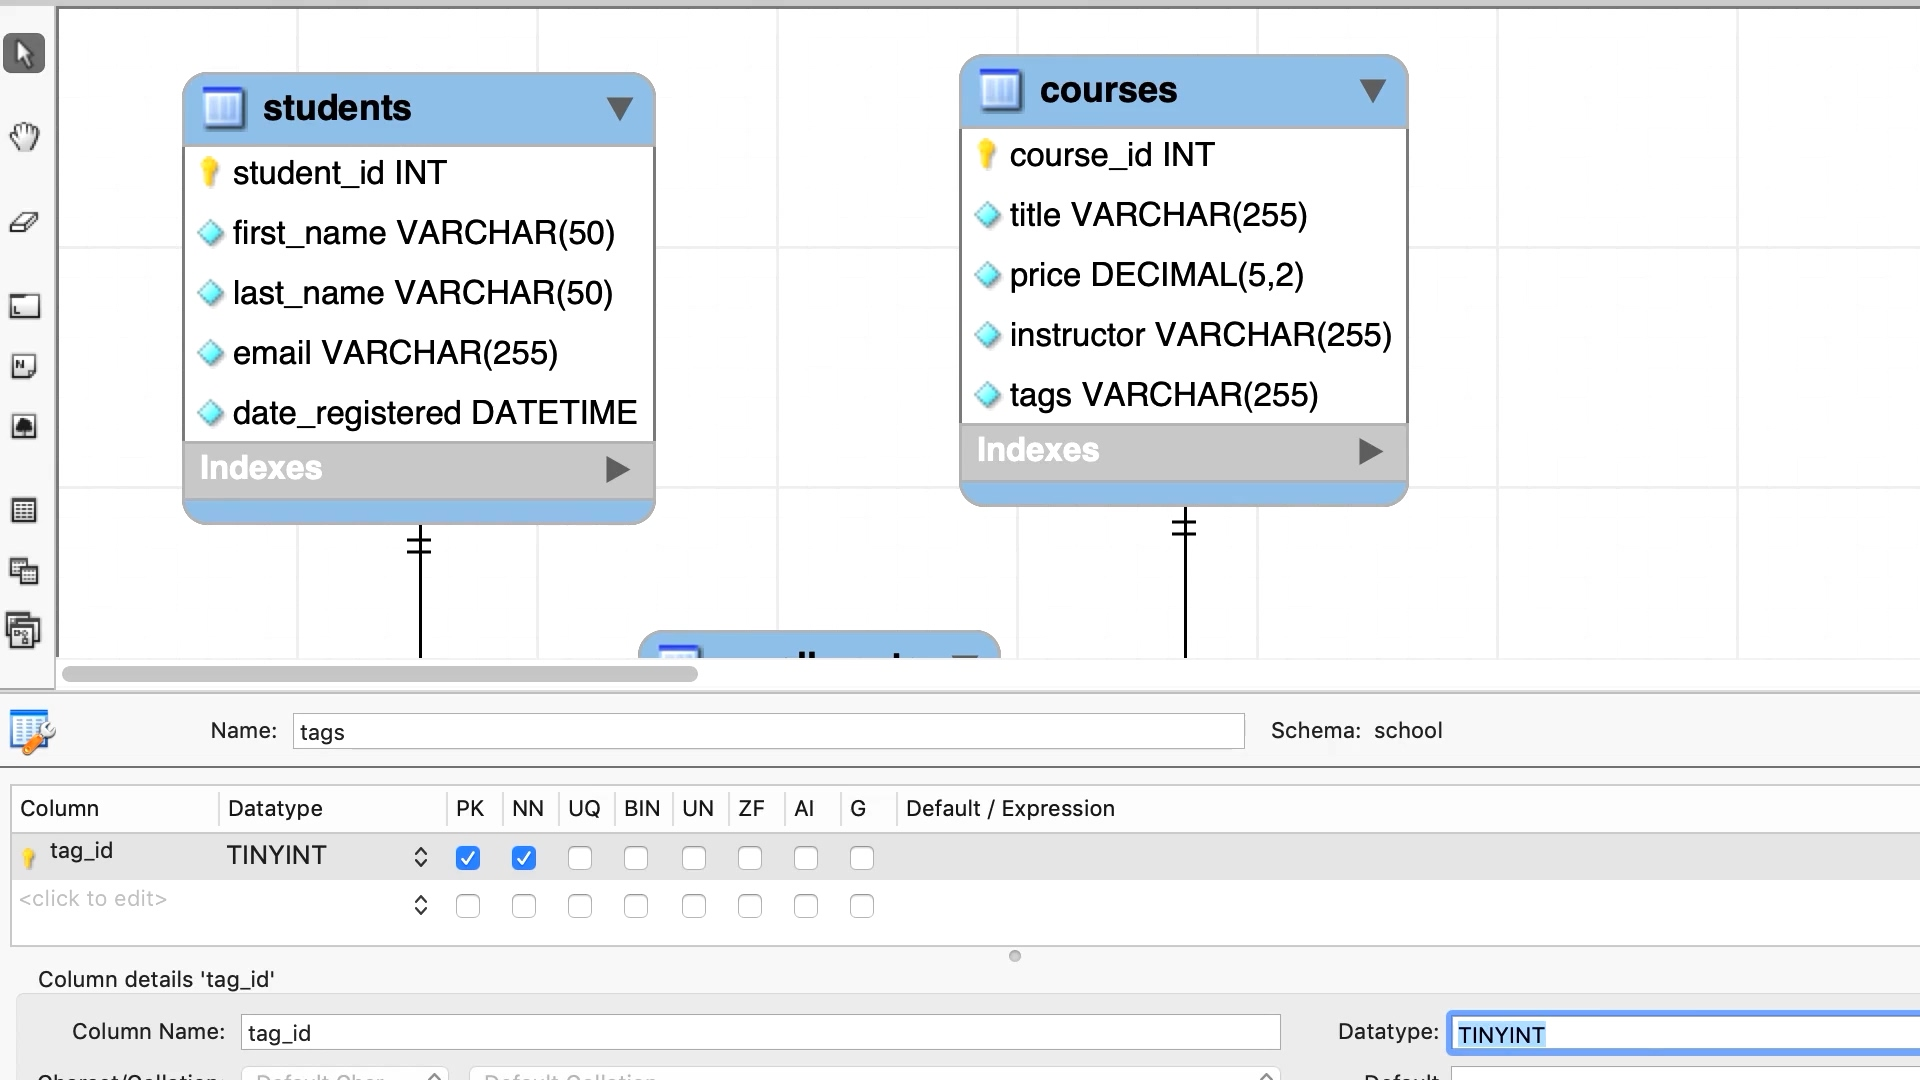 students
student_id INT
first_name VARCHAR(50)
last_name VARCHAR(50)
email VARCHAR(255)
date_registered DATETIME
Indexes
courses
course_id INT
title VARCHAR(255)
price DECIMAL(5,2)
instructor VARCHAR(255)
tags VARCHAR(255)
Indexes
Name: tags Schema: school
Column Datatype PK NN UQ BIN UN ZF AI G Default / Expression
tag_id TINYINT
<click to edit>
Column details 'tag_id'
Column Name: tag_id Datatype: TINYINT